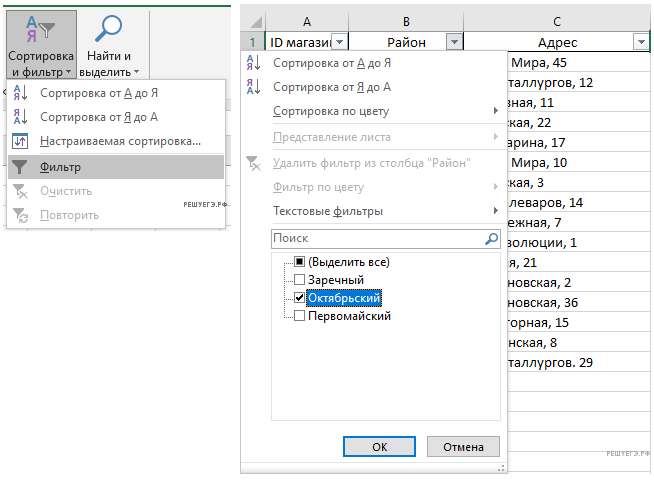 А
Я
Сортировка
и фильтр
Найти и
выделить
А Я Сортировка от А до Я
Я А Сортировка от Я до А
Настраиваемая сортировка...
Фильтр
Очистить
Повторить
РЕШУЕГЭ.РФ
A B C
1 ID магази Район Адрес
А Я Сортировка от А до Я
Я А Сортировка от Я до А
Сортировка по цвету
Представление листа
Удалить фильтр из столбца "Район"
Фильтр по цвету
Текстовые фильтры
Поиск
(Выделить все)
Заречный
Октябрьский
Первомайский
ОК Отмена
Мира, 45
таллургов, 12
вная, 11
ская, 22
арина, 17
Мира, 10
ская, 3
леваров, 14
ежная, 7
волюции, 1
я, 21
новская, 2
новская, 36
горная, 15
нская, 8
таллургов. 29
РЕШУЕГЭ.РФ